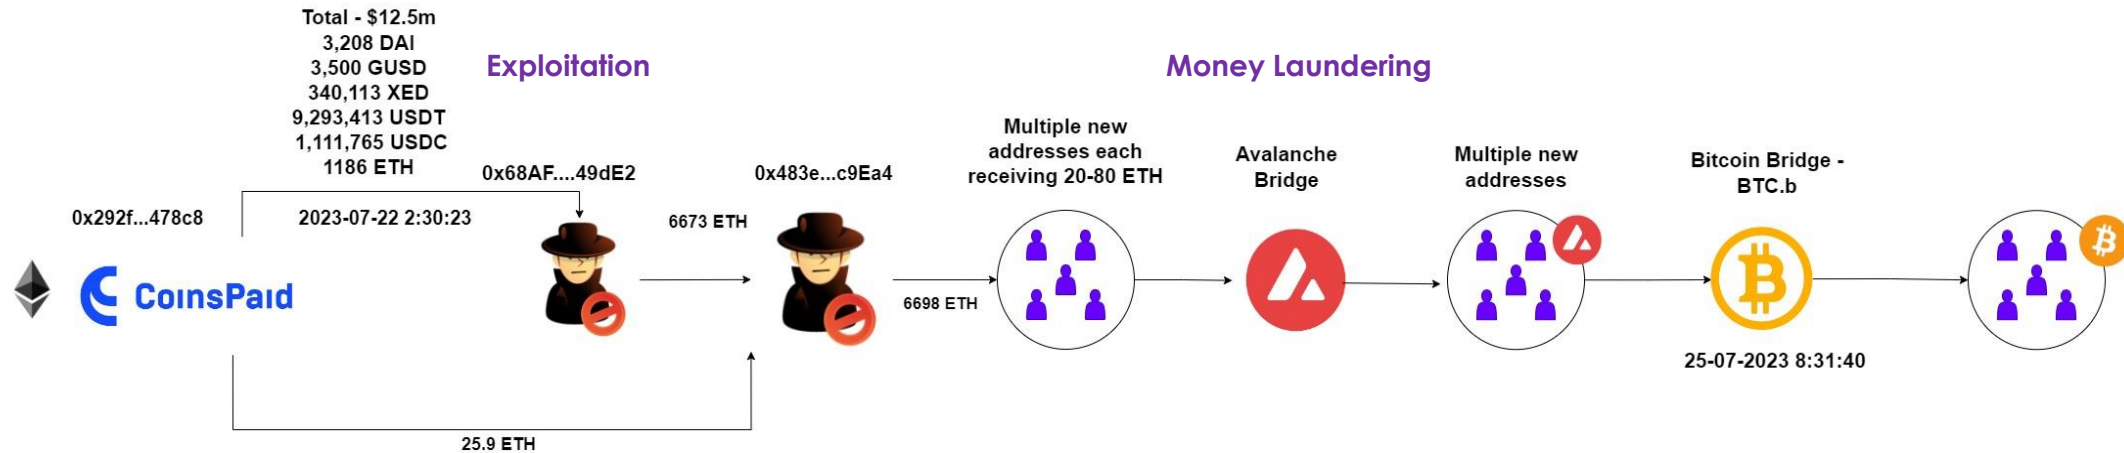 Total - $12.5m
3,208 DAI
3,500 GUSD
340,113 XED
9,293,413 USDT
1,111,765 USDC
1186 ETH
Exploitation
Money Laundering
0x292f...478c8
2023-07-22 2:30:23
CoinsPaid
25.9 ETH
0x68AF....49dE2
6673 ETH
0x483e...c9Ea4
6698 ETH
Multiple new
addresses each
receiving 20-80 ETH
Avalanche
Bridge
Multiple new
addresses
Bitcoin Bridge -
BTC.b
25-07-2023 8:31:40